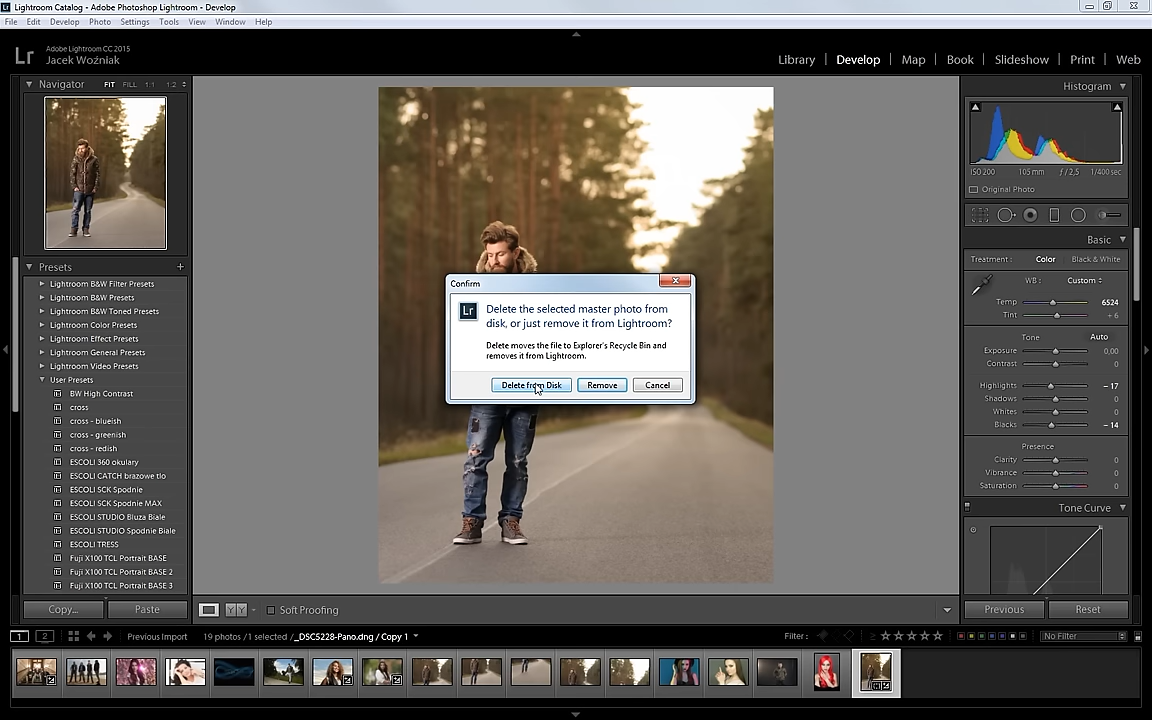 Lightroom Catalog - Adobe Photoshop Lightroom - Develop
File Edit Develop Photo Settings Tools View Window Help
Lr Adobe Lightroom CC 2015
Jacek Woźniak
Library | Develop | Map | Book | Slideshow | Print | Web
Navigator FIT FILL 1:1 1:2
Histogram
ISO 200 105 mm ƒ / 2,5 1/400 sec
Original Photo
Basic
Treatment : Color Black & White
WB : Custom
Temp 6524
Tint + 6
Tone Auto
Exposure 0,00
Contrast 0
Highlights – 17
Shadows 0
Whites 0
Blacks – 14
Presence
Clarity 0
Vibrance 0
Saturation 0
Tone Curve
Presets +
Lightroom B&W Filter Presets
Lightroom B&W Presets
Lightroom B&W Toned Presets
Lightroom Color Presets
Lightroom Effect Presets
Lightroom General Presets
Lightroom Video Presets
User Presets
BW High Contrast
cross
cross - blueish
cross - greenish
cross - redish
ESCOLI 360 okulary
ESCOLI CATCH brazowe tlo
ESCOLI SCK Spodnie
ESCOLI SCK Spodnie MAX
ESCOLI STUDIO Bluza Biale
ESCOLI STUDIO Spodnie Biale
ESCOLI TRESS
Fuji X100 TCL Portrait BASE
Fuji X100 TCL Portrait BASE 2
Fuji X100 TCL Portrait BASE 3
Confirm
Lr Delete the selected master photo from
disk, or just remove it from Lightroom?
Delete moves the file to Explorer's Recycle Bin and
removes it from Lightroom.
Delete from Disk Remove Cancel
Copy... Paste
Y Y Soft Proofing
Previous Reset
1 2 Previous Import 19 photos / 1 selected / _DSC5228-Pano.dng / Copy 1 Filter : No Filter